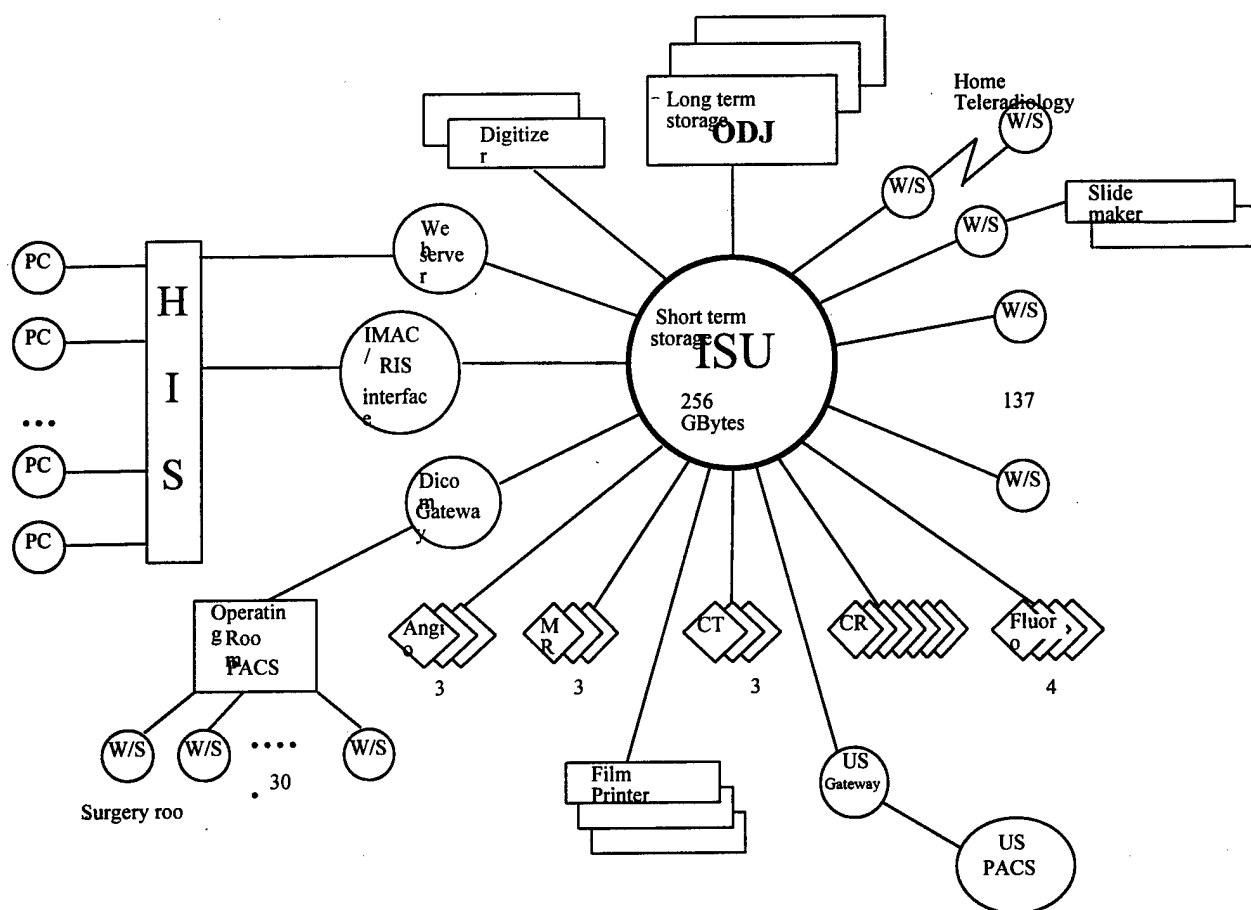 Home
Teleradiology
W/S
Long term
storage
ODJ
Digitize
r
W/S
Slide
maker
W/S
We
b
serve
r
PC
H
I
S
W/S
Short term
storage
ISU
256
GBytes
PC
IMAC
/ RIS
interfac
e
137
...
PC
W/S
Dico
m
Gatewa
y
PC
Operatin
g
Roo
m
PACS
Angi
o
3
M
R
3
CT
3
CR
Fluor
o
4
W/S
W/S
....
W/S
30
Surgery roo
Film
Printer
US
Gateway
US
PACS